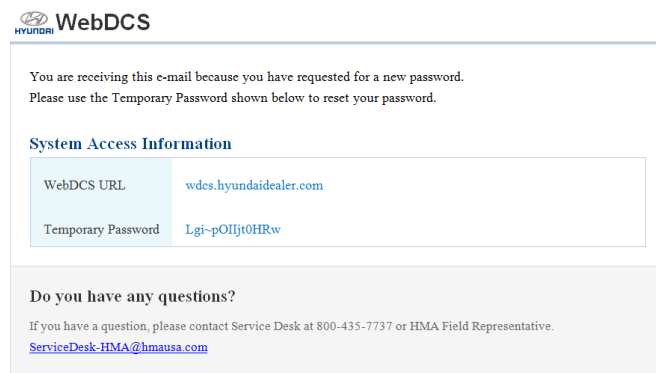 HYUNDAI WebDCS
You are receiving this e-mail because you have requested for a new password.
Please use the Temporary Password shown below to reset your password.
System Access Information
WebDCS URL wdcs.hyundaidealer.com
Temporary Password Lgi~pOIIjt0HRw
Do you have any questions?
If you have a question, please contact Service Desk at 800-435-7737 or HMA Field Representative.
ServiceDesk-HMA@hmausa.com